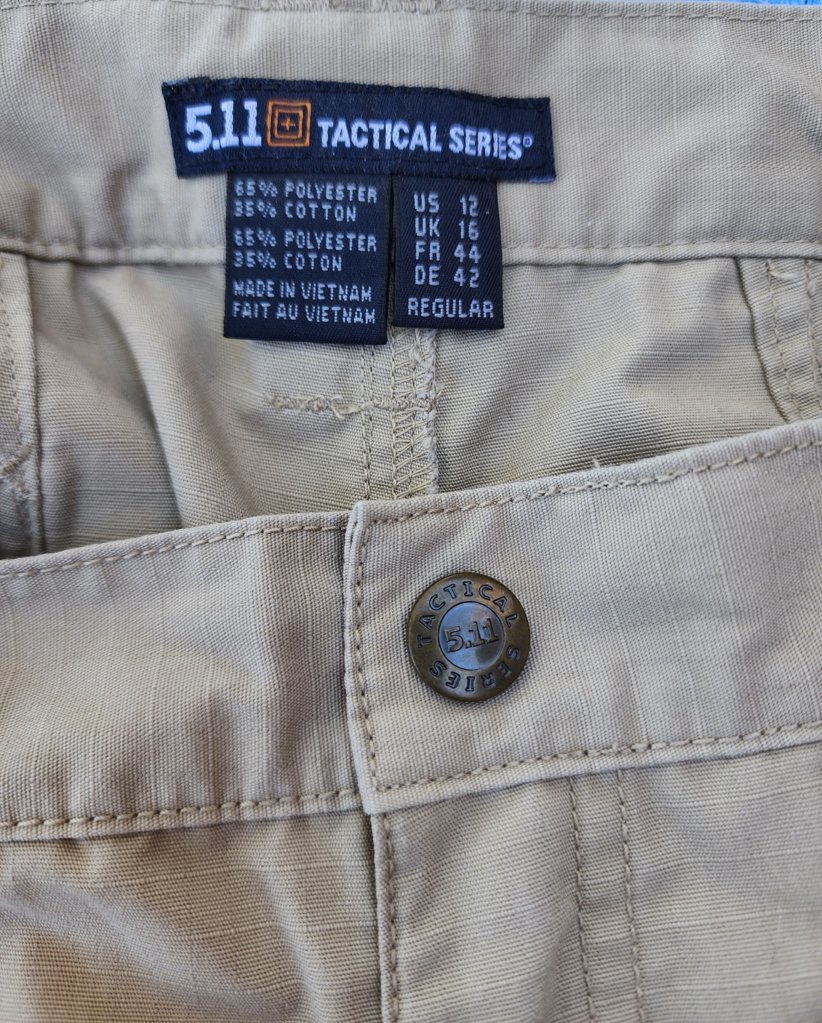 5.11 TACTICAL SERIES®
65% POLYESTER
35% COTTON
65% POLYESTER
35% COTON
MADE IN VIETNAM
FAIT AU VIETNAM
US 12
UK 16
FR 44
DE 42
REGULAR
TACTICAL
5.11
SERIES